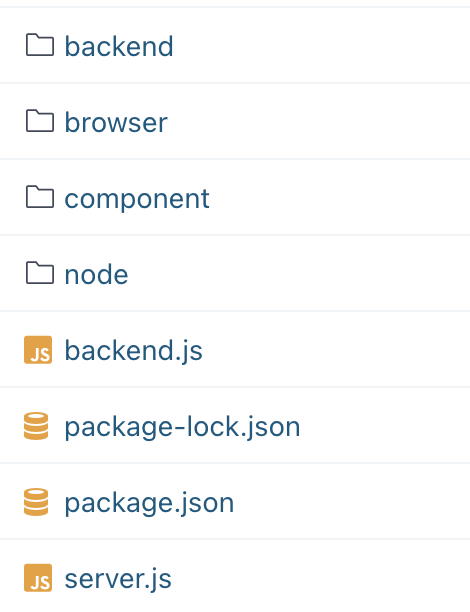 backend
browser
component
node
JS backend.js
package-lock.json
package.json
JS server.js